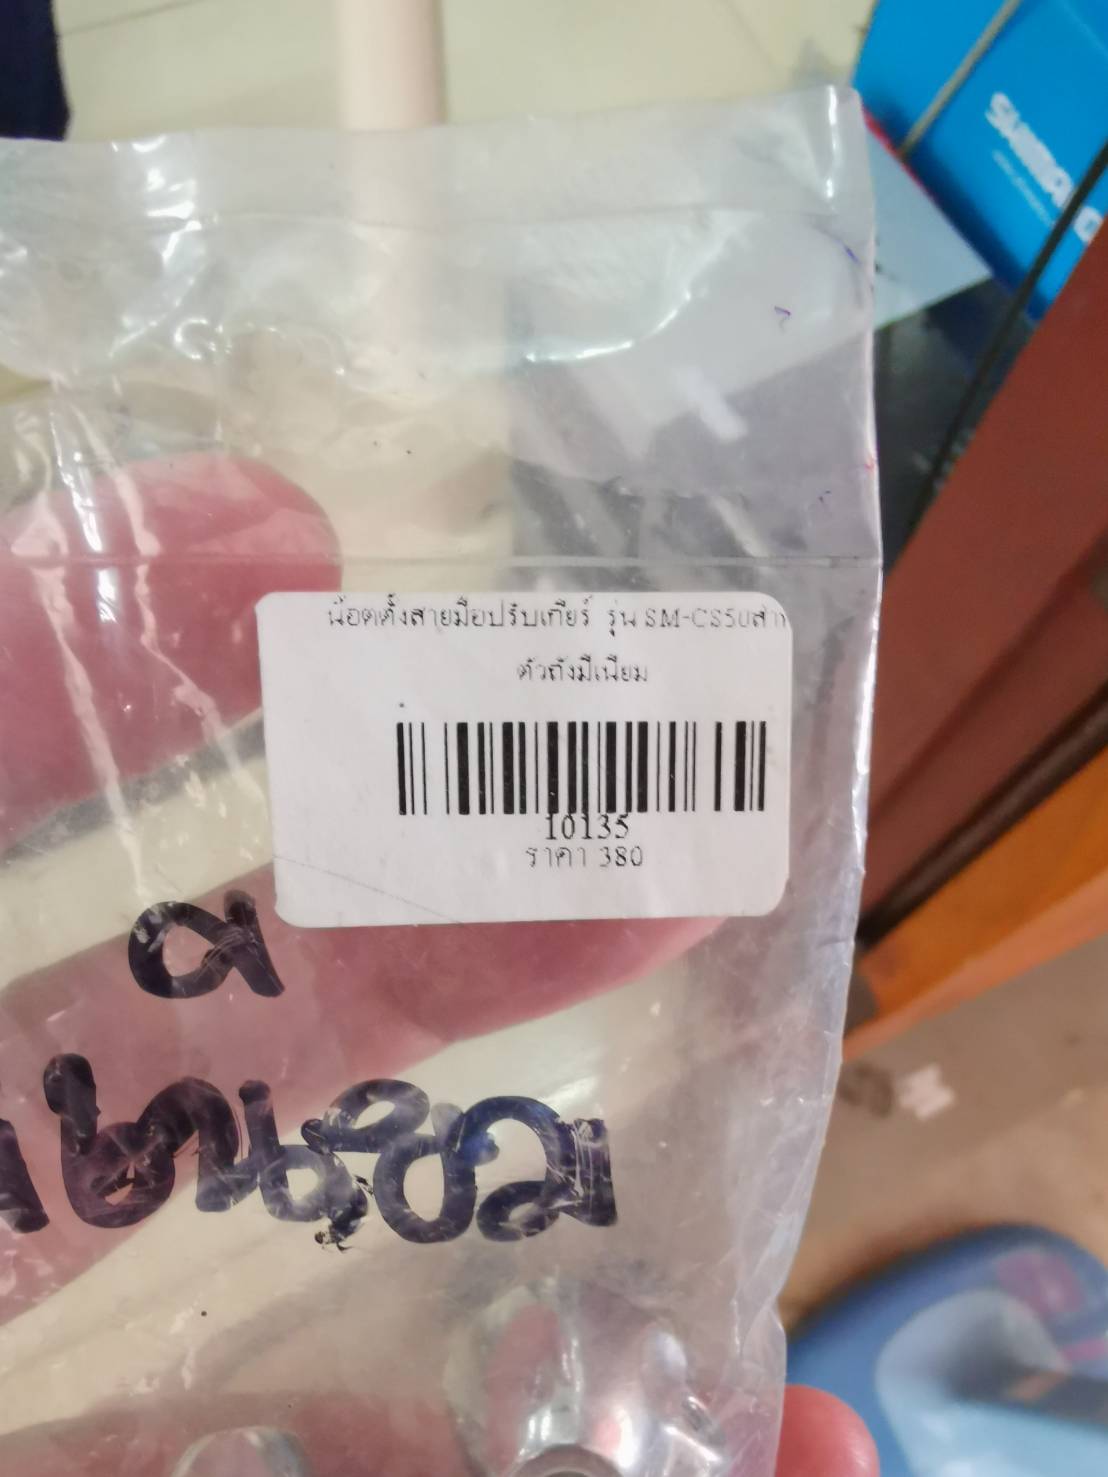 SHIMANO
น๊อตตั้งสายมือปรับเกียร์ รุ่น SM-CS50สำห
ตัวถังมีเนียม
10135
ราคา 380